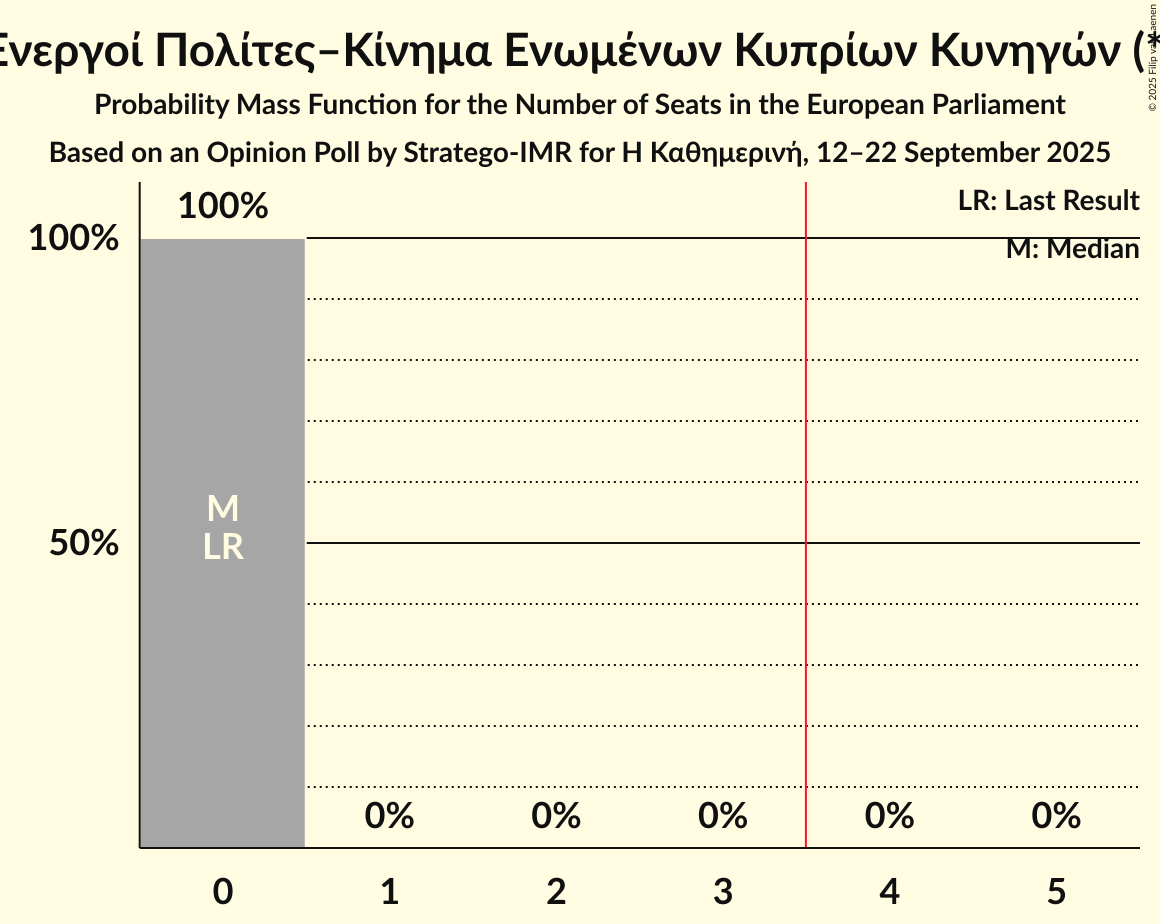 Ενεργοί Πολίτες–Κίνημα Ενωμένων Κυπρίων Κυνηγών (*
Probability Mass Function for the Number of Seats in the European Parliament
Based on an Opinion Poll by Stratego-IMR for Η Καθημερινή, 12–22 September 2025
© 2025 Filip van Laenen
LR: Last Result
M: Median
100%
100%
50%
M
LR
0% 0% 0% 0% 0%
0 1 2 3 4 5